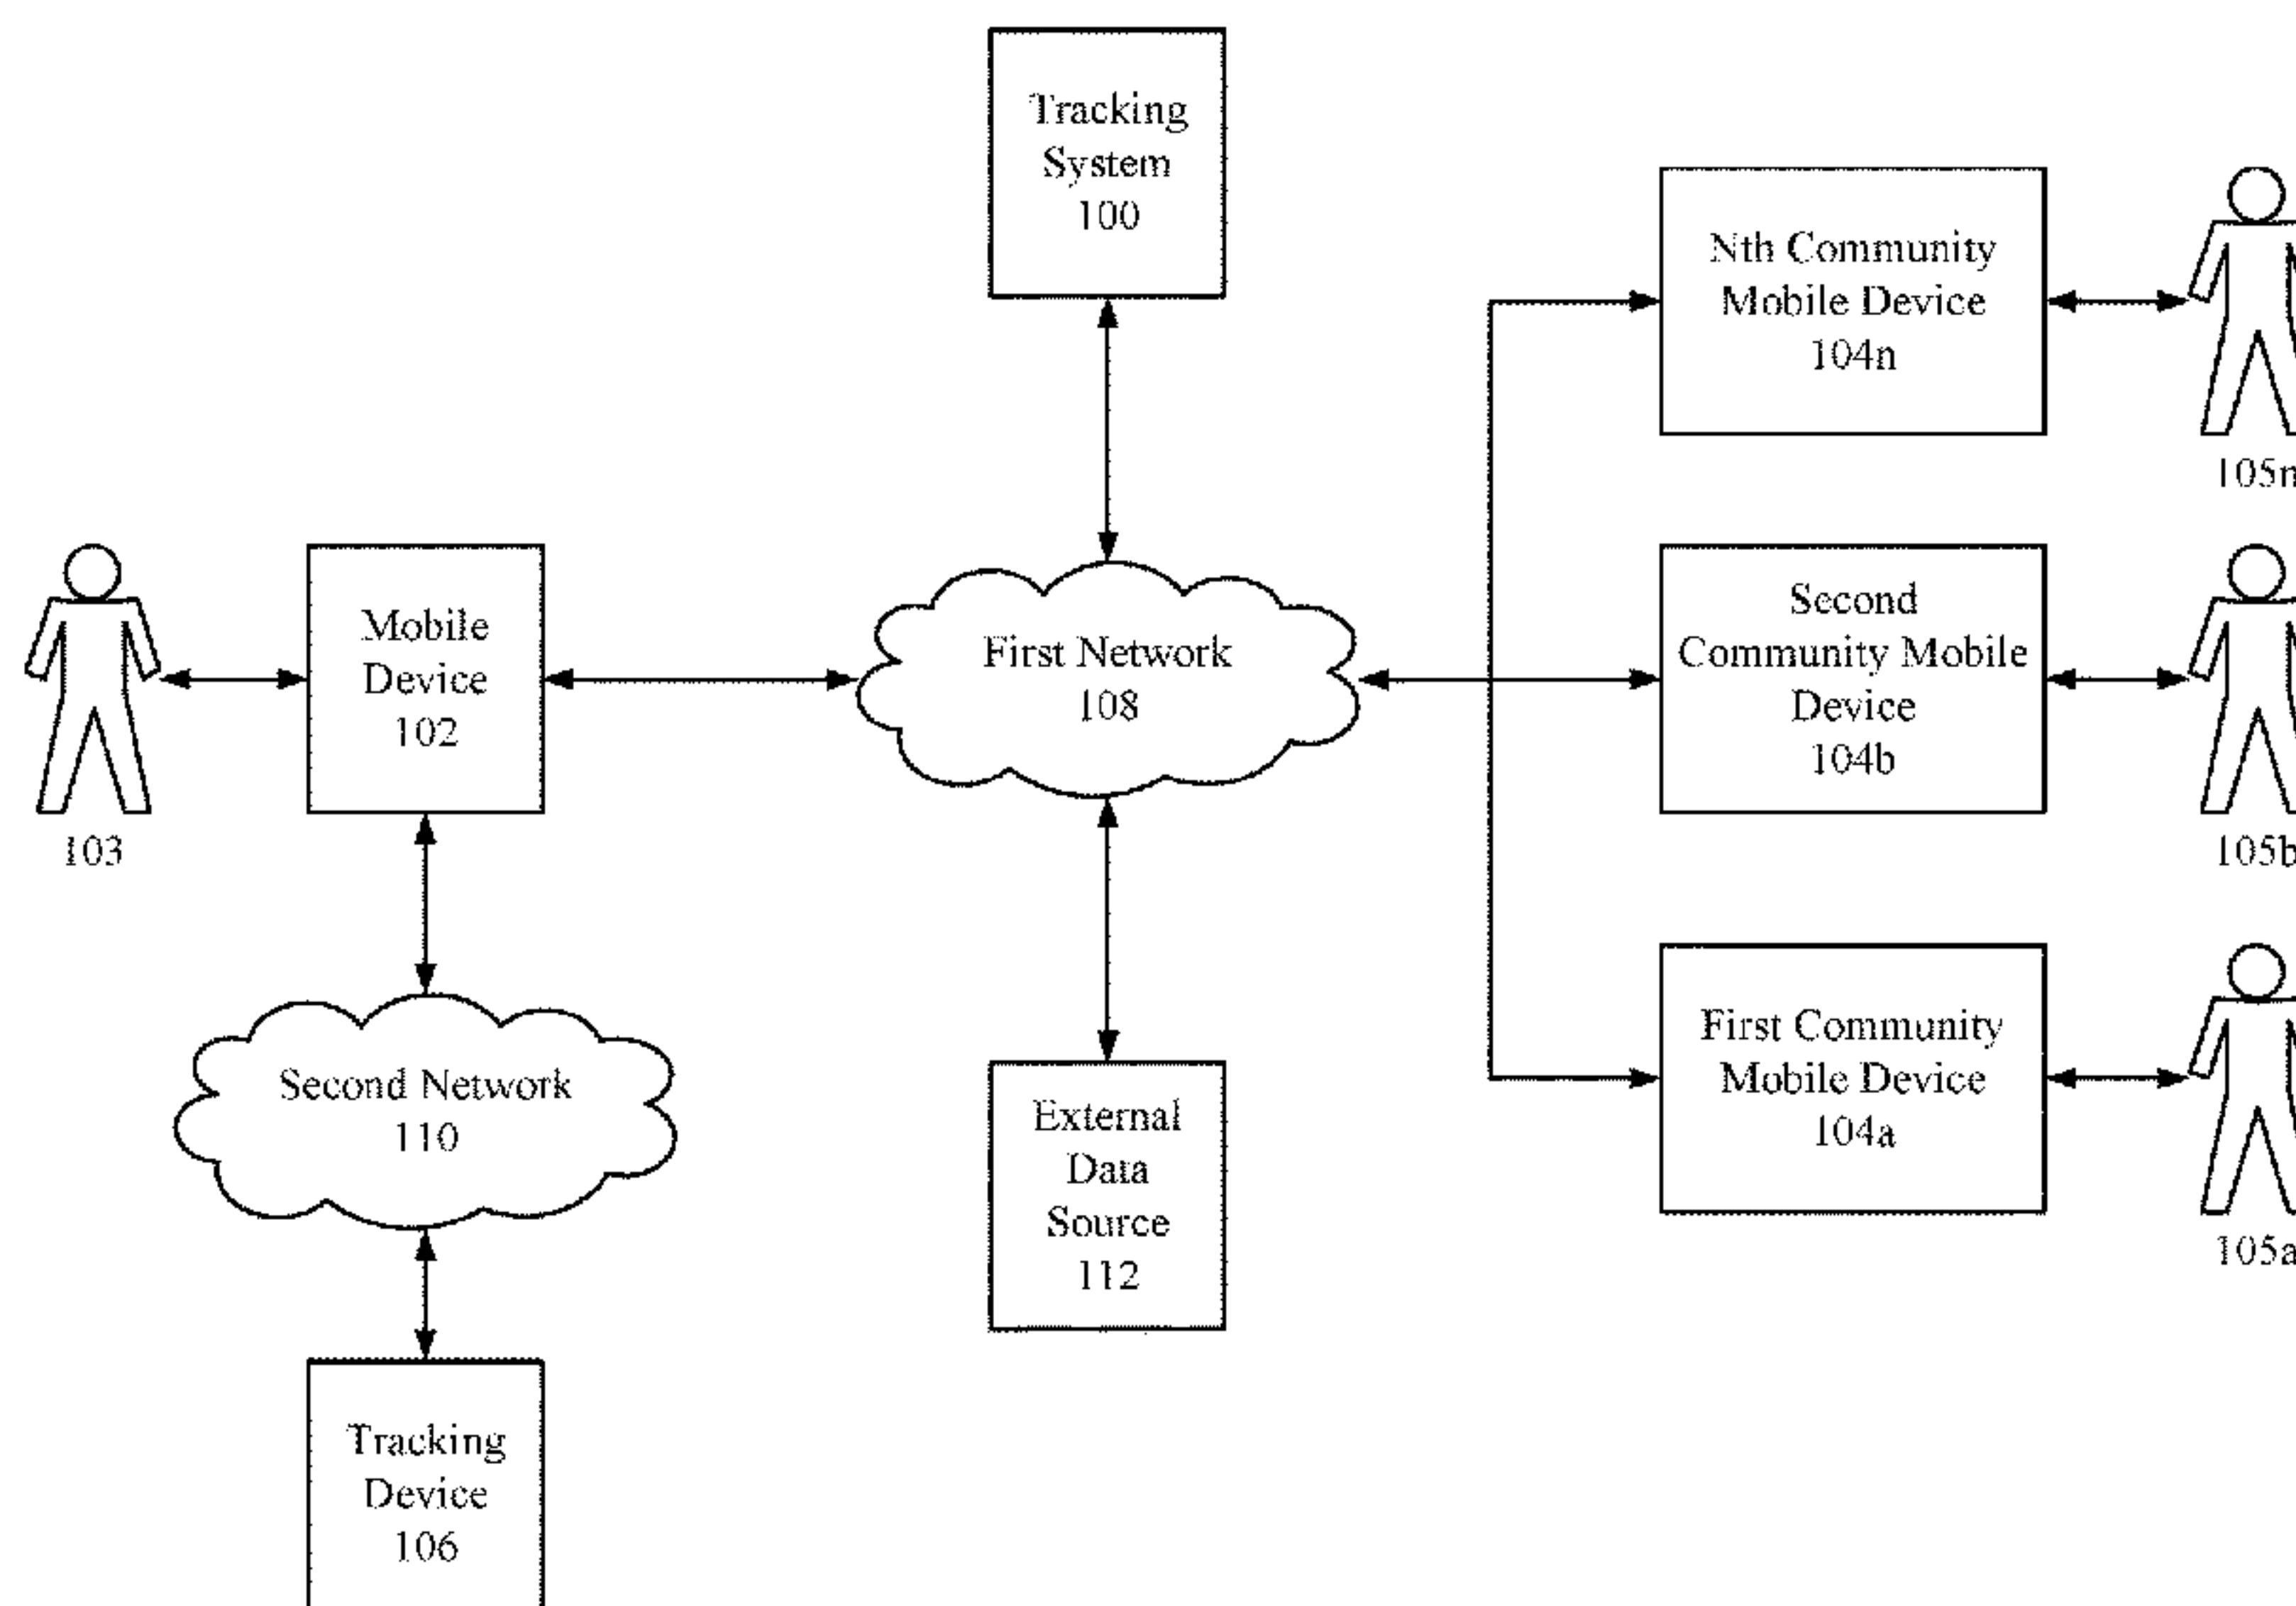 Tracking
System
100
Nth Community
Mobile Device
104n
105n
Mobile
Device
102
103
First Network
108
Second
Community Mobile
Device
104b
105b
Second Network
110
External
Data
Source
112
First Community
Mobile Device
104a
105a
Tracking
Device
106